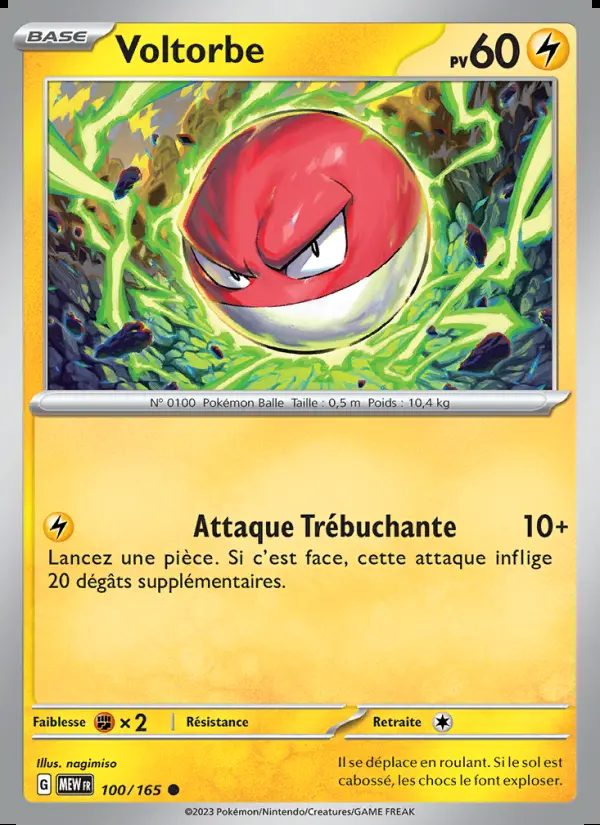 BASE Voltorbe PV 60
N° 0100 Pokémon Balle Taille : 0,5 m Poids : 10,4 kg
Attaque Trébuchante 10+
Lancez une pièce. Si c'est face, cette attaque inflige
20 dégâts supplémentaires.
Faiblesse ×2 Résistance Retraite
Illus. nagimiso
G MEW FR 100/165
Il se déplace en roulant. Si le sol est
cabossé, les chocs le font exploser.
©2023 Pokémon/Nintendo/Creatures/GAME FREAK